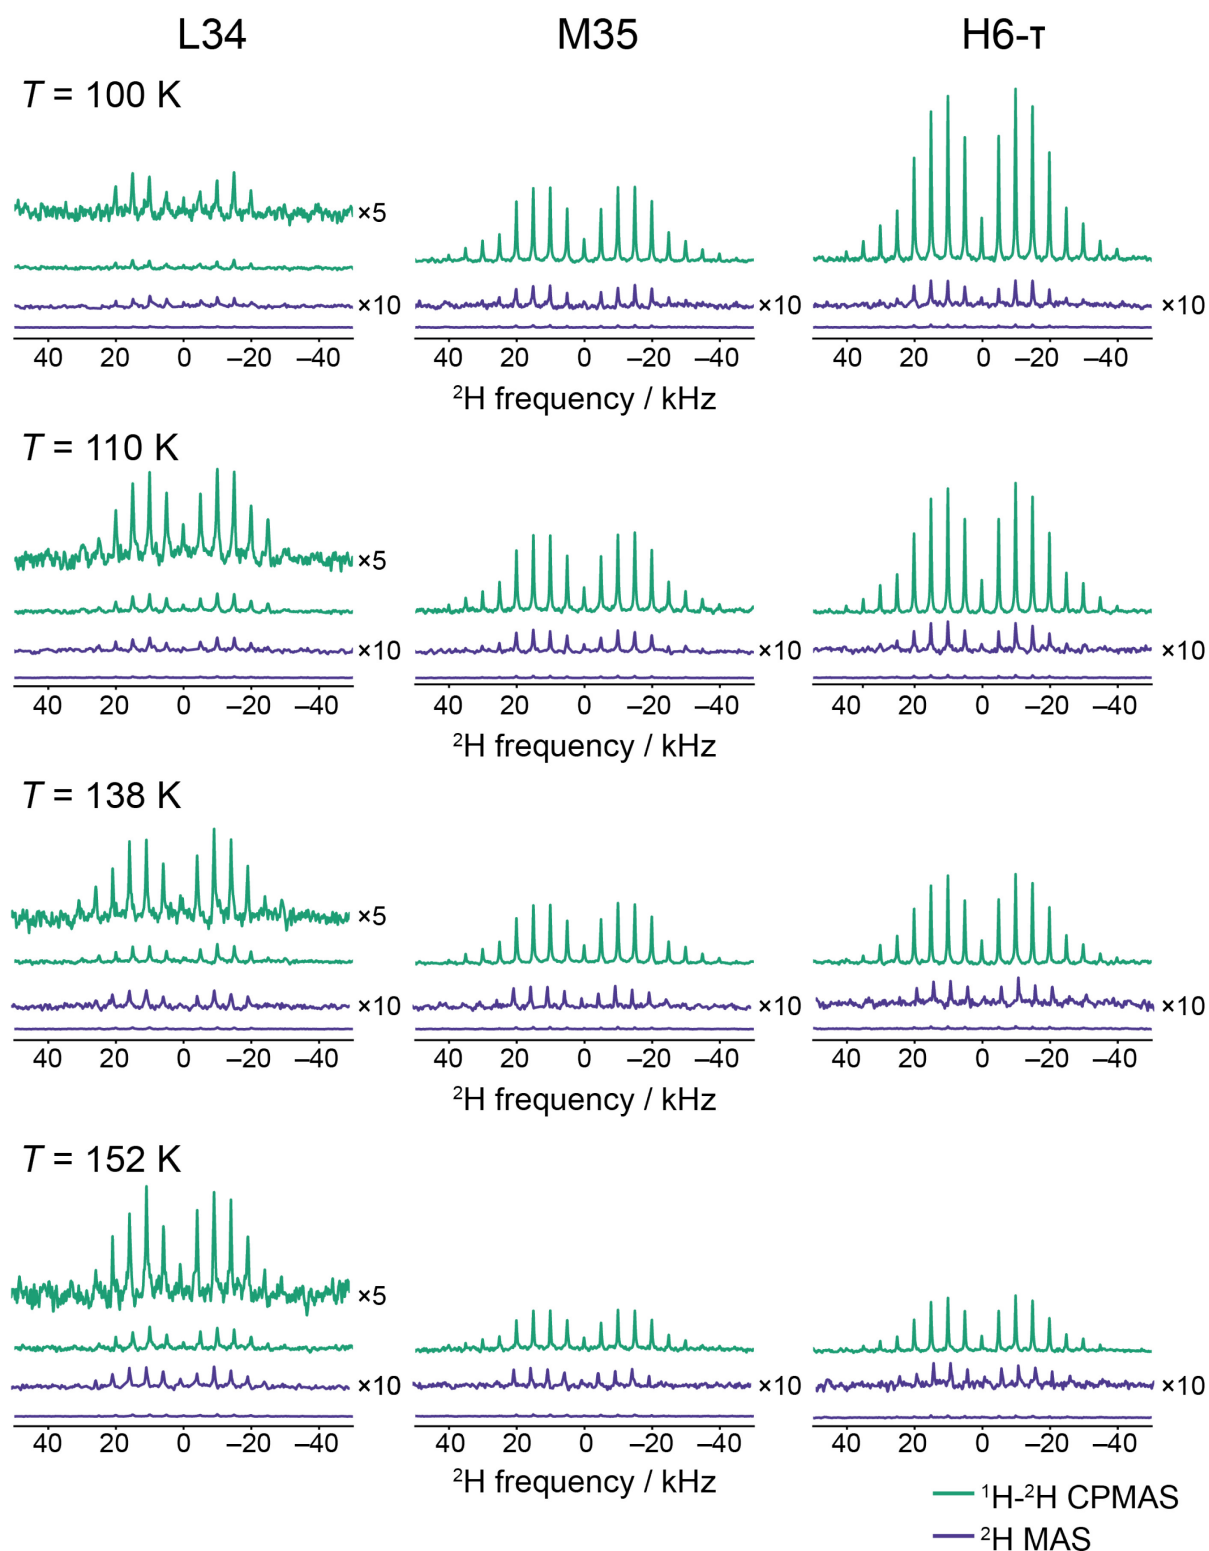 L34 M35 H6-τ
T = 100 K
×5
×10 ×10 ×10
40 20 0 –20 –40 40 20 0 –20 –40 40 20 0 –20 –40
²H frequency / kHz
T = 110 K
×5
×10 ×10 ×10
40 20 0 –20 –40 40 20 0 –20 –40 40 20 0 –20 –40
²H frequency / kHz
T = 138 K
×5
×10 ×10 ×10
40 20 0 –20 –40 40 20 0 –20 –40 40 20 0 –20 –40
²H frequency / kHz
T = 152 K
×5
×10 ×10 ×10
40 20 0 –20 –40 40 20 0 –20 –40 40 20 0 –20 –40
²H frequency / kHz
¹H-²H CPMAS
²H MAS